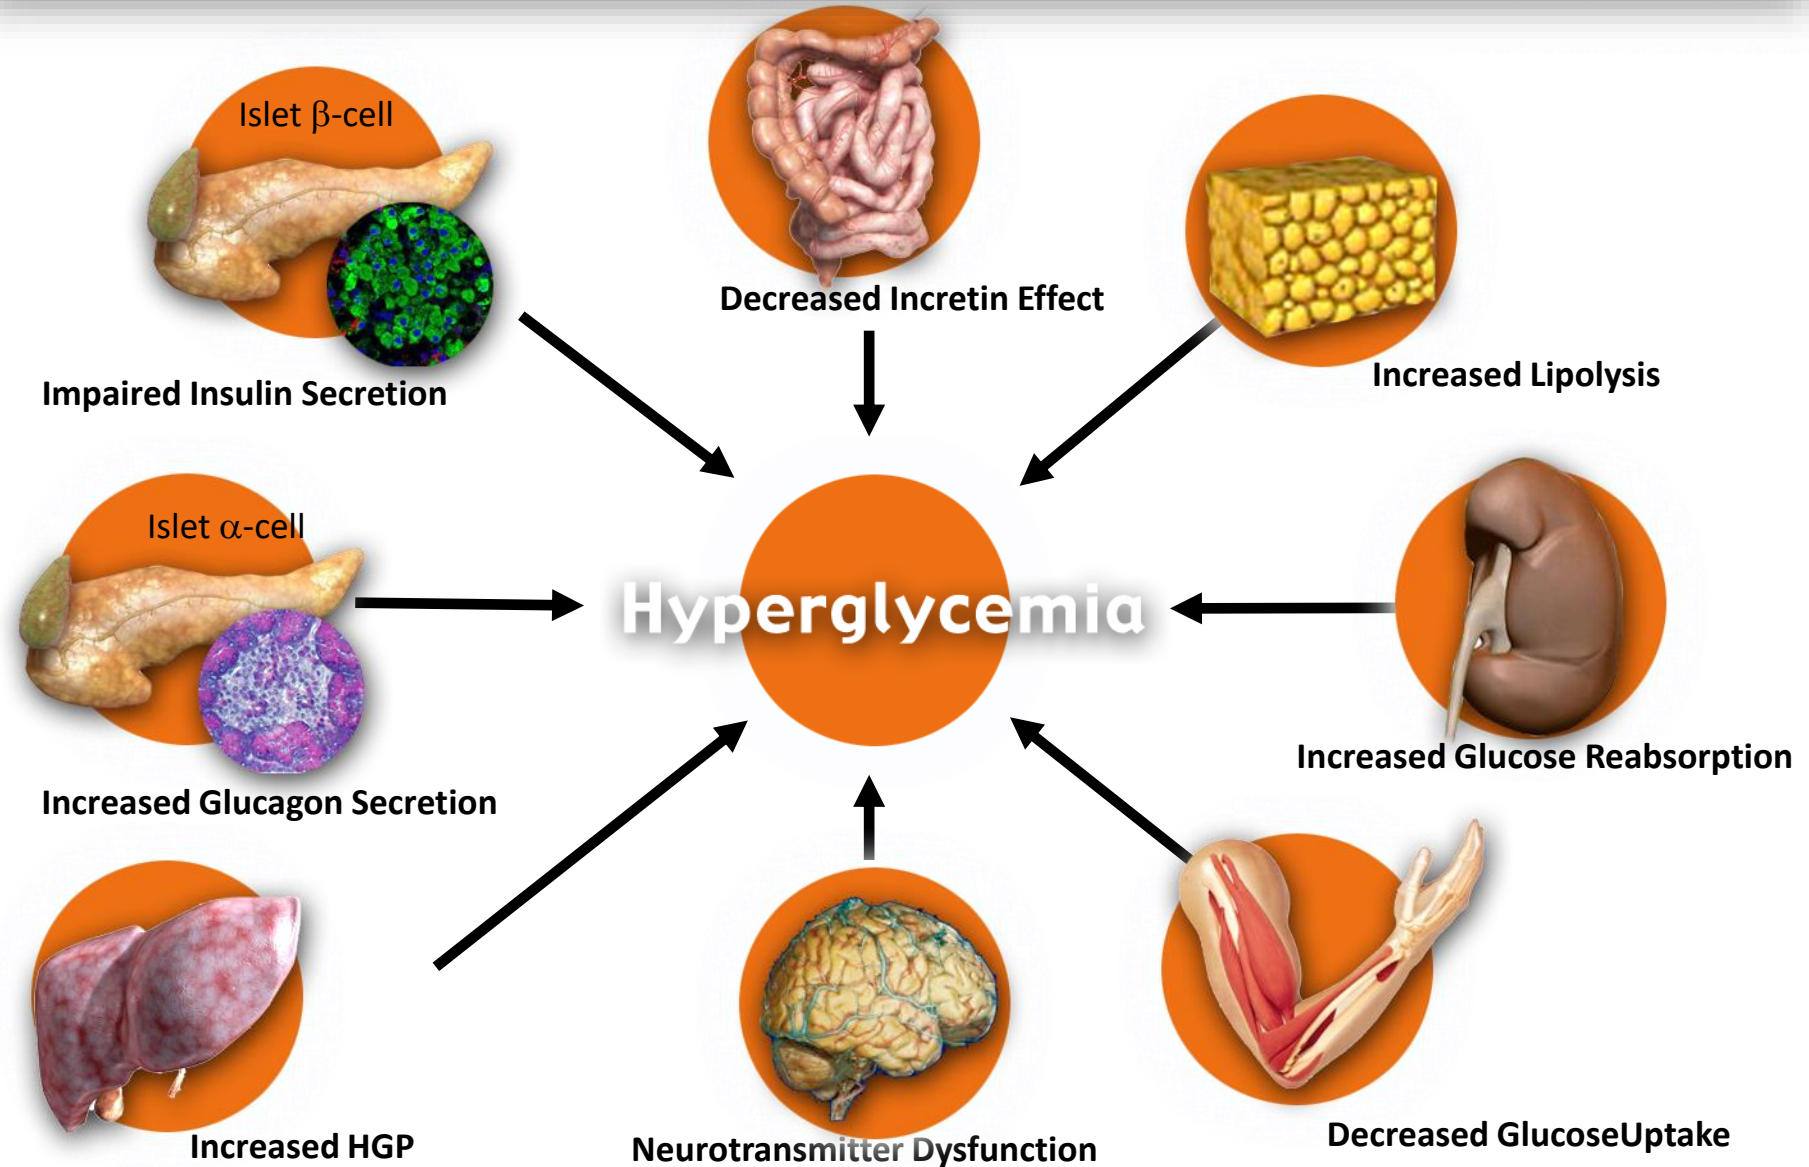 Islet β-cell
Impaired Insulin Secretion
Decreased Incretin Effect
Increased Lipolysis
Islet α-cell
Increased Glucagon Secretion
Hyperglycemia
Increased Glucose Reabsorption
Increased HGP
Neurotransmitter Dysfunction
Decreased GlucoseUptake